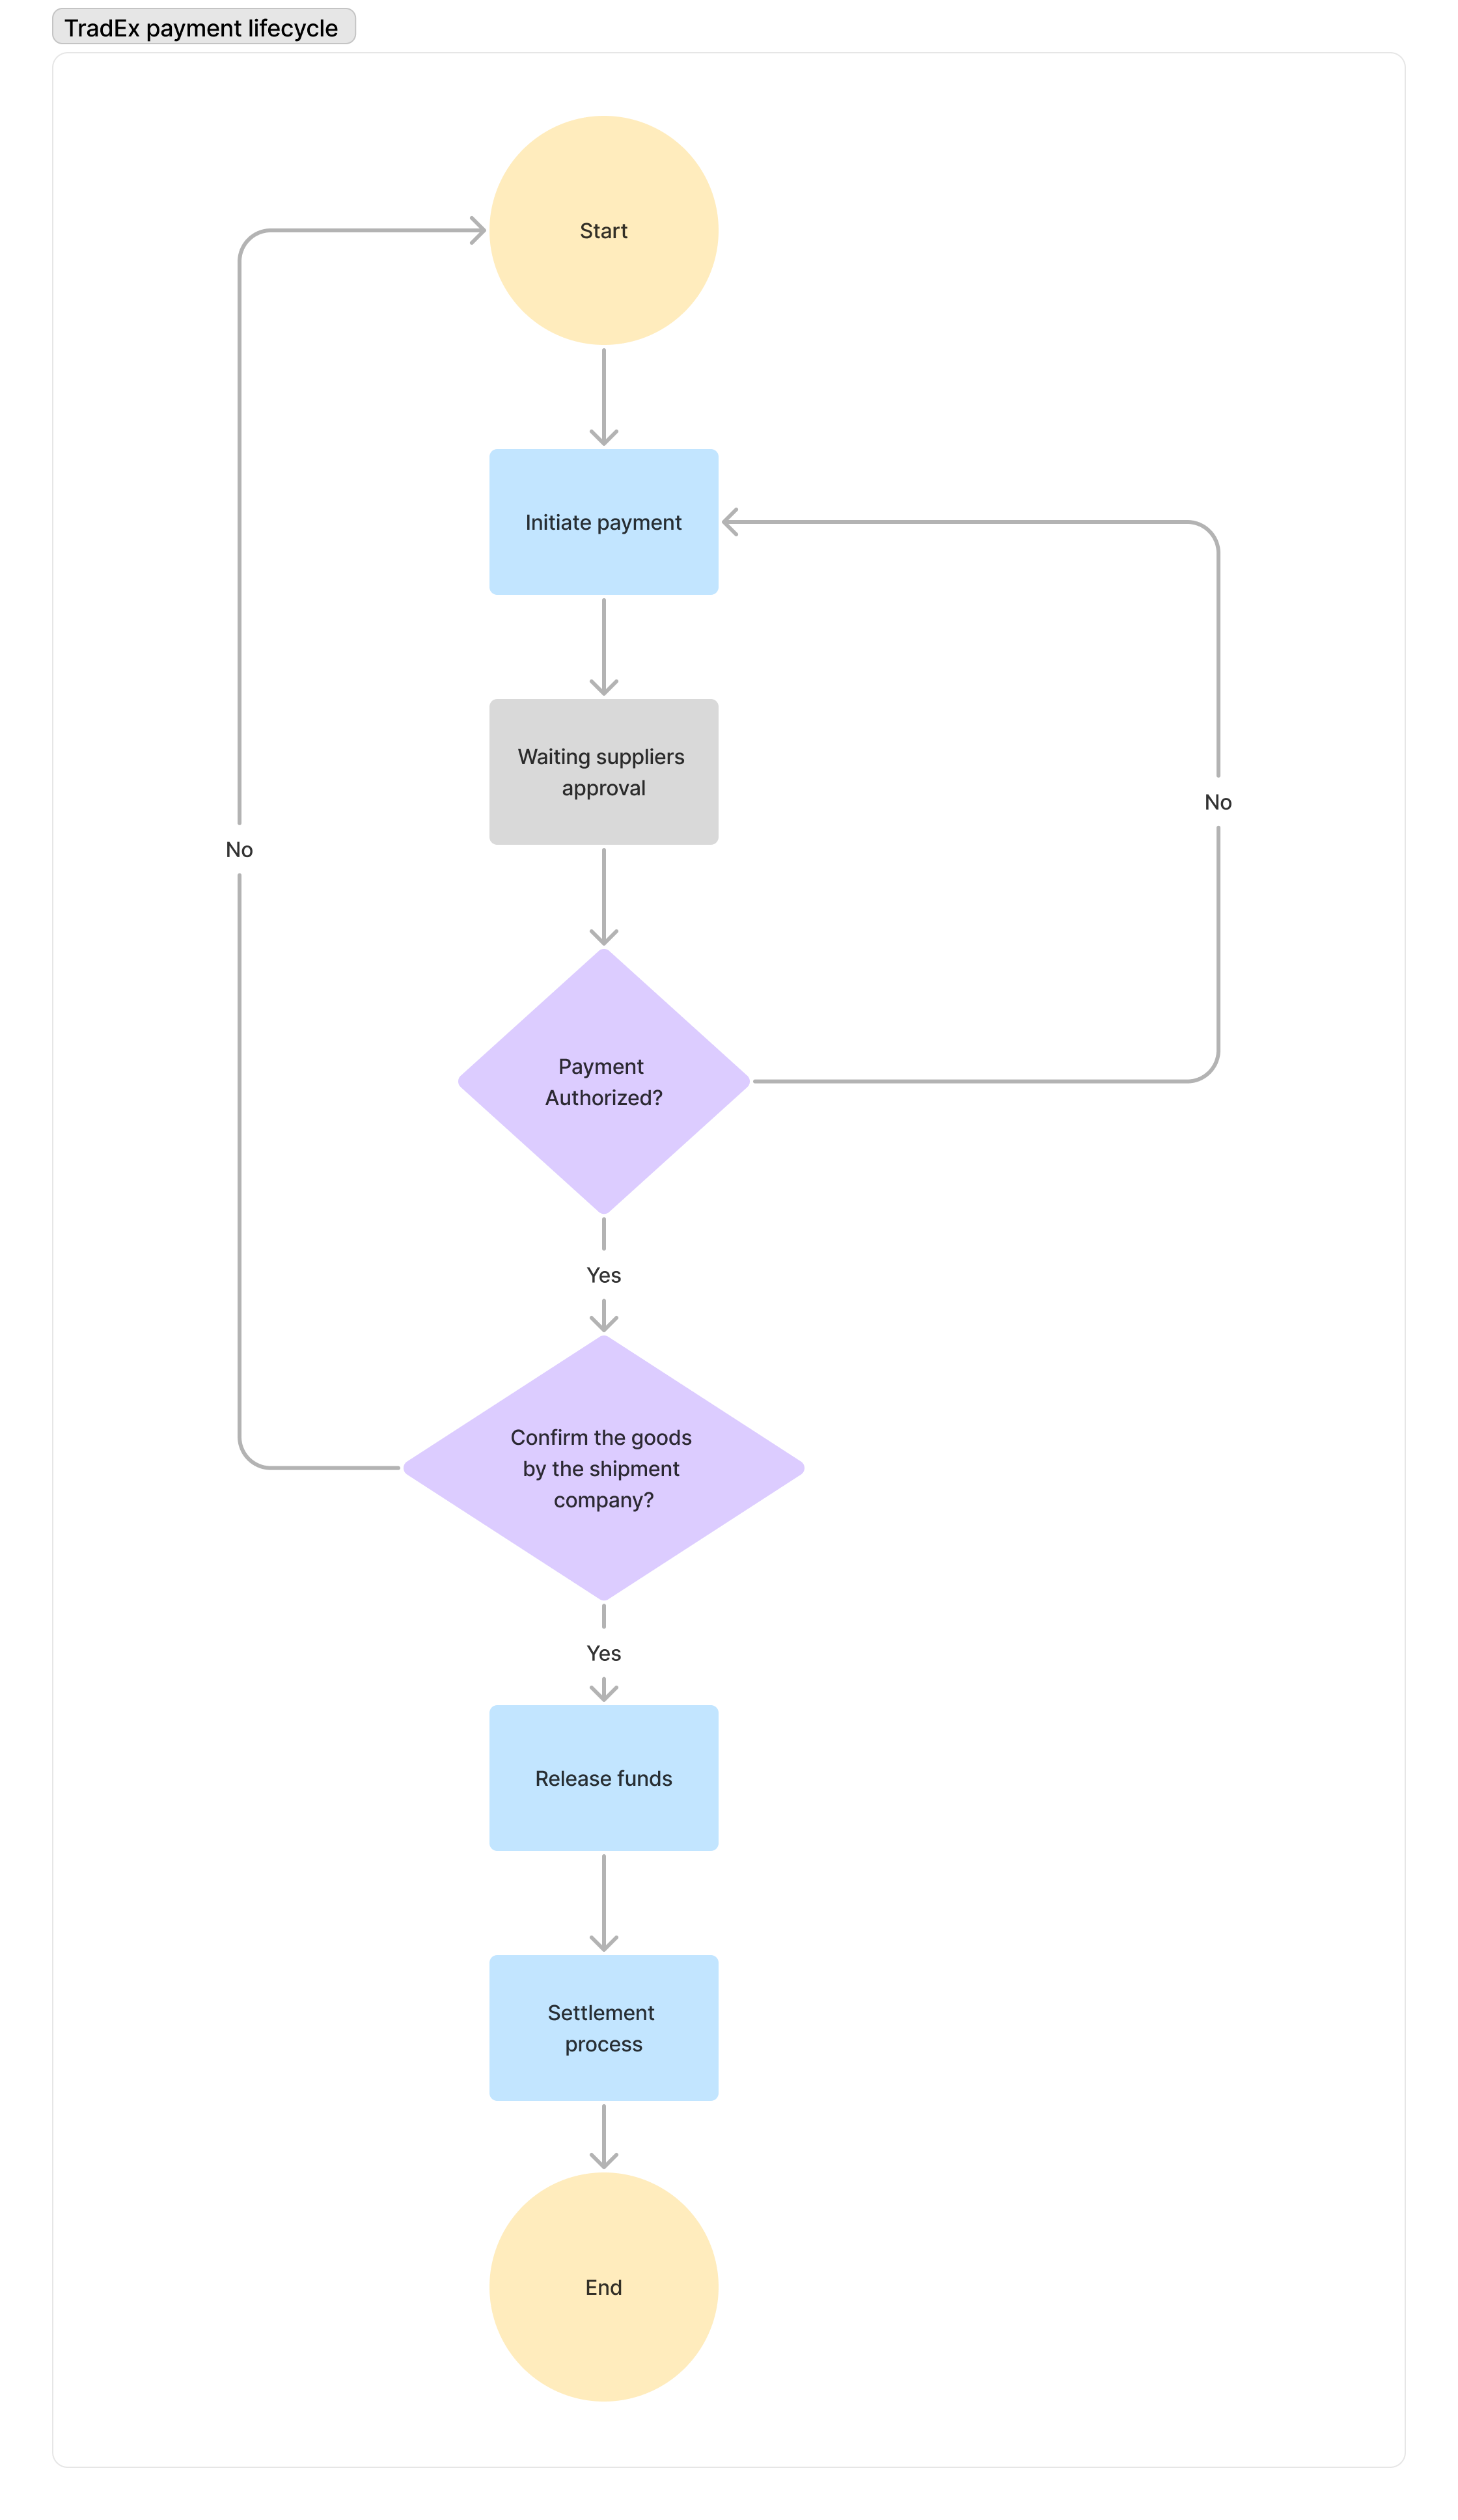 TradEx payment lifecycle
Start
Initiate payment
Waiting suppliers
approval
No
No
Payment
Authorized?
Yes
Confirm the goods
by the shipment
company?
Yes
Release funds
Settlement
process
End